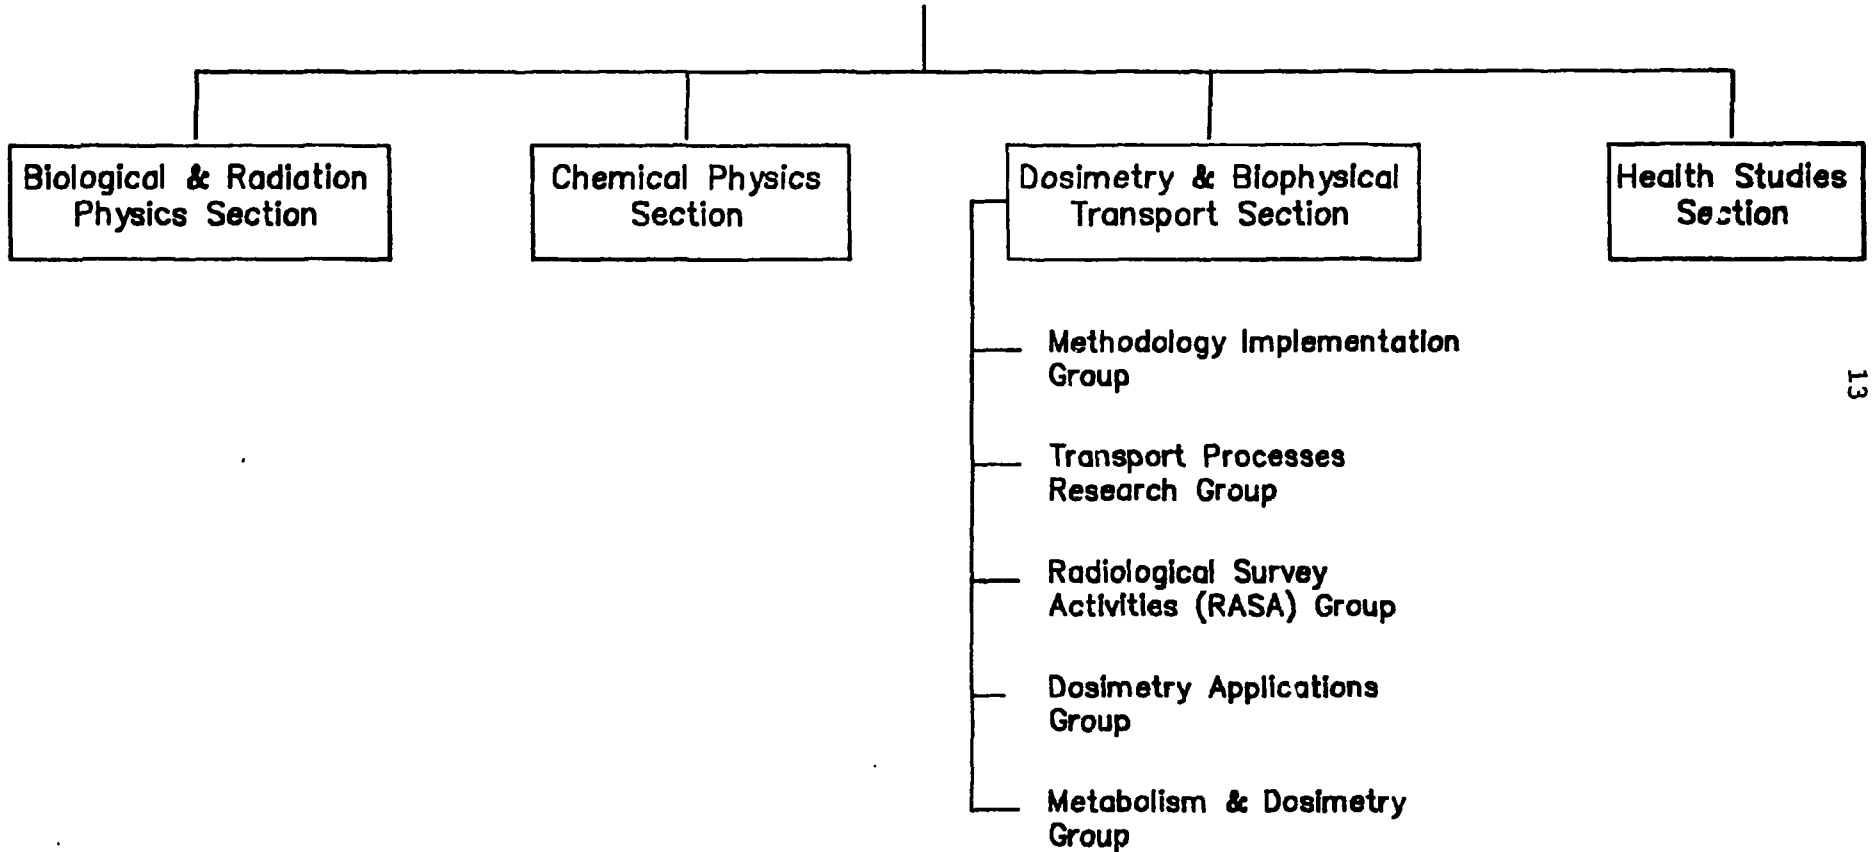 Biological & Radiation
Physics Section
Chemical Physics
Section
Dosimetry & Biophysical
Transport Section
Health Studies
Section
Methodology Implementation
Group
Transport Processes
Research Group
Radiological Survey
Activities (RASA) Group
Dosimetry Applications
Group
Metabolism & Dosimetry
Group
13